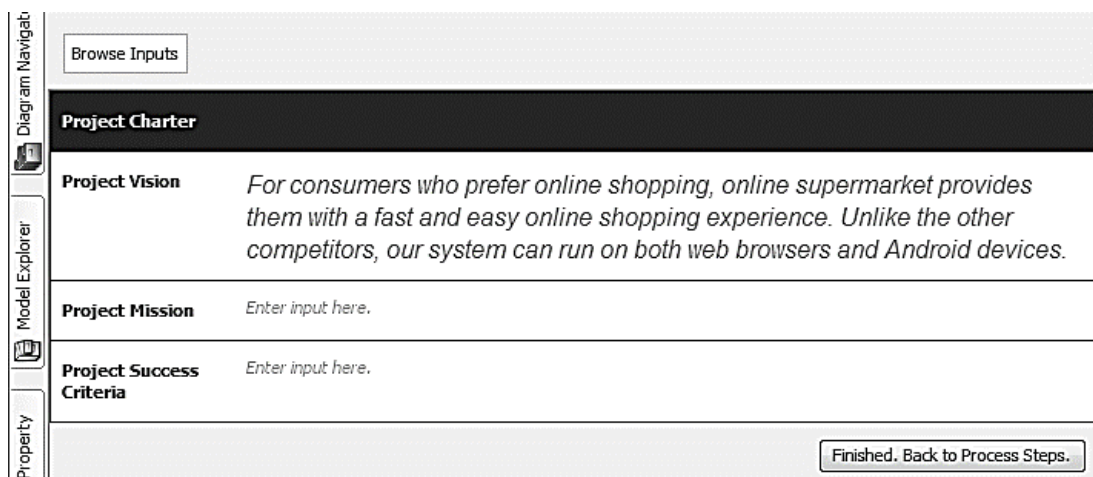 Diagram Navigat
Browse Inputs
Project Charter
Project Vision
For consumers who prefer online shopping, online supermarket provides
them with a fast and easy online shopping experience. Unlike the other
competitors, our system can run on both web browsers and Android devices.
Model Explorer
Project Mission
Enter input here.
Project Success
Criteria
Enter input here.
Property
Finished. Back to Process Steps.